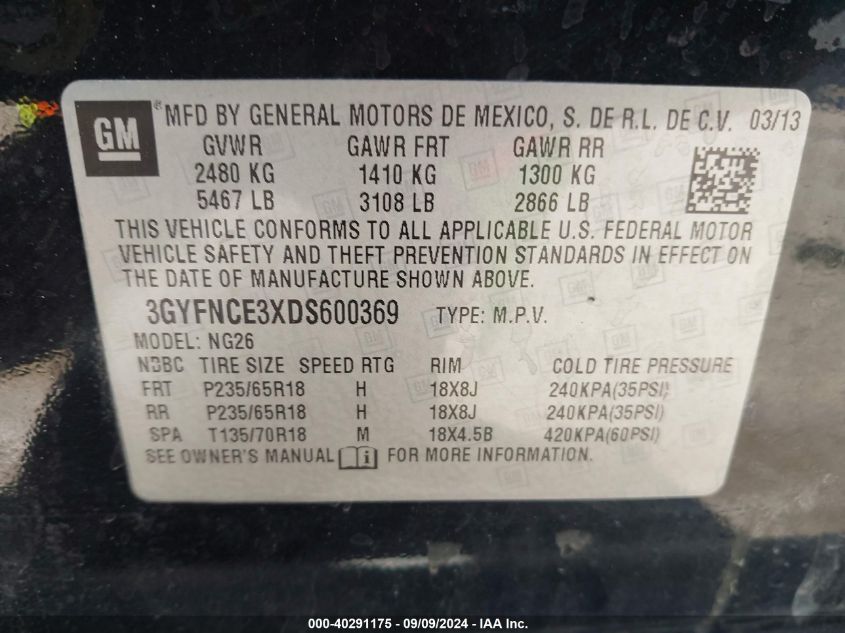 GM ® MFD BY GENERAL MOTORS DE MEXICO, S. DE R.L. DE C.V. 03/13
GVWR GAWR FRT GAWR RR
2480 KG 1410 KG 1300 KG
5467 LB 3108 LB 2866 LB
THIS VEHICLE CONFORMS TO ALL APPLICABLE U.S. FEDERAL MOTOR
VEHICLE SAFETY AND THEFT PREVENTION STANDARDS IN EFFECT ON
THE DATE OF MANUFACTURE SHOWN ABOVE.
3GYFNCE3XDS600369 TYPE: M.P.V.
MODEL: NG26
TIRE SIZE SPEED RTG RIM COLD TIRE PRESSURE
FRT P235/65R18 H 18X8J 240KPA(35PSI)
RR P235/65R18 H 18X8J 240KPA(35PSI)
SPA T135/70R18 M 18X4.5B 420KPA(60PSI)
SEE OWNER'S MANUAL i FOR MORE INFORMATION.
000-40291175 - 09/09/2024 - IAA Inc.